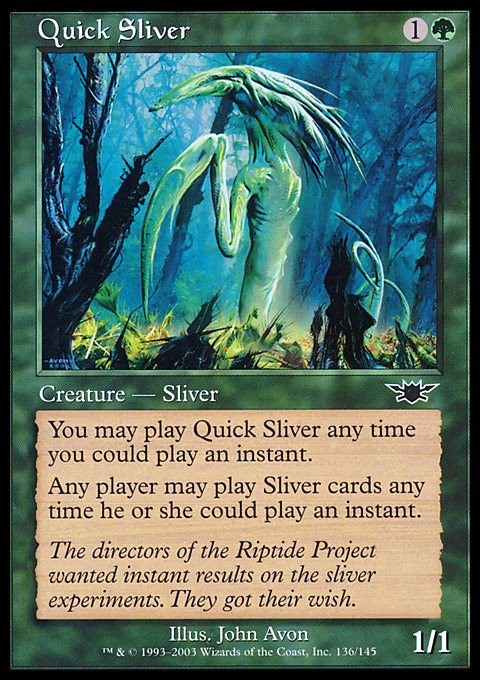 Quick Sliver 1
AVON
Creature — Sliver
You may play Quick Sliver any time
you could play an instant.
Any player may play Sliver cards any
time he or she could play an instant.
The directors of the Riptide Project
wanted instant results on the sliver
experiments. They got their wish.
Illus. John Avon
1/1
™ & © 1993–2003 Wizards of the Coast, Inc. 136/145